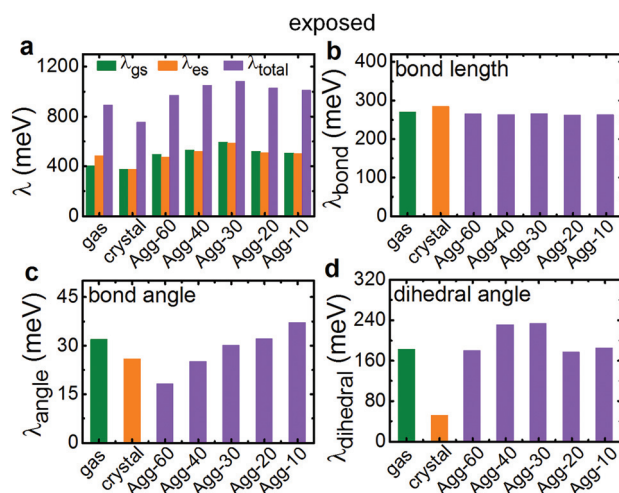 exposed
a
λgs λes λtotal
λ (meV)
1200
800
400
0
gas crystal Agg-60 Agg-40 Agg-30 Agg-20 Agg-10
b
bond length
λbond (meV)
400
300
200
100
0
gas crystal Agg-60 Agg-40 Agg-30 Agg-20 Agg-10
c
bond angle
λangle (meV)
45
30
15
0
gas crystal Agg-60 Agg-40 Agg-30 Agg-20 Agg-10
d
dihedral angle
λdihedral (meV)
320
240
160
80
0
gas crystal Agg-60 Agg-40 Agg-30 Agg-20 Agg-10